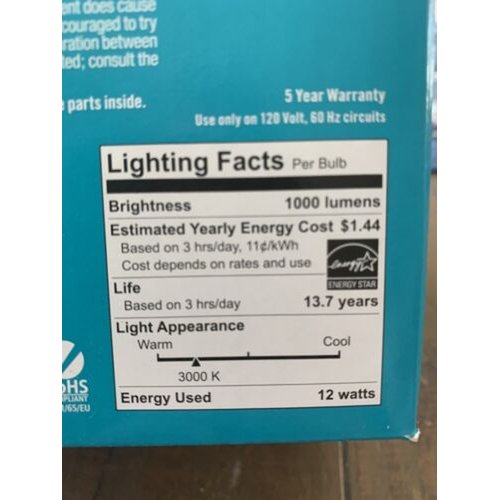 ent does cause
couraged to try
ration between
ted; consult the
parts inside.
5 Year Warranty
Use only on 120 Volt, 60 Hz circuits
Lighting Facts Per Bulb
Brightness 1000 lumens
Estimated Yearly Energy Cost $1.44
Based on 3 hrs/day, 11¢/kWh
Cost depends on rates and use
energy
ENERGY STAR
Life
Based on 3 hrs/day 13.7 years
Light Appearance
Warm Cool
3000 K
Energy Used 12 watts
OHS
MPLIANT
/65/EU